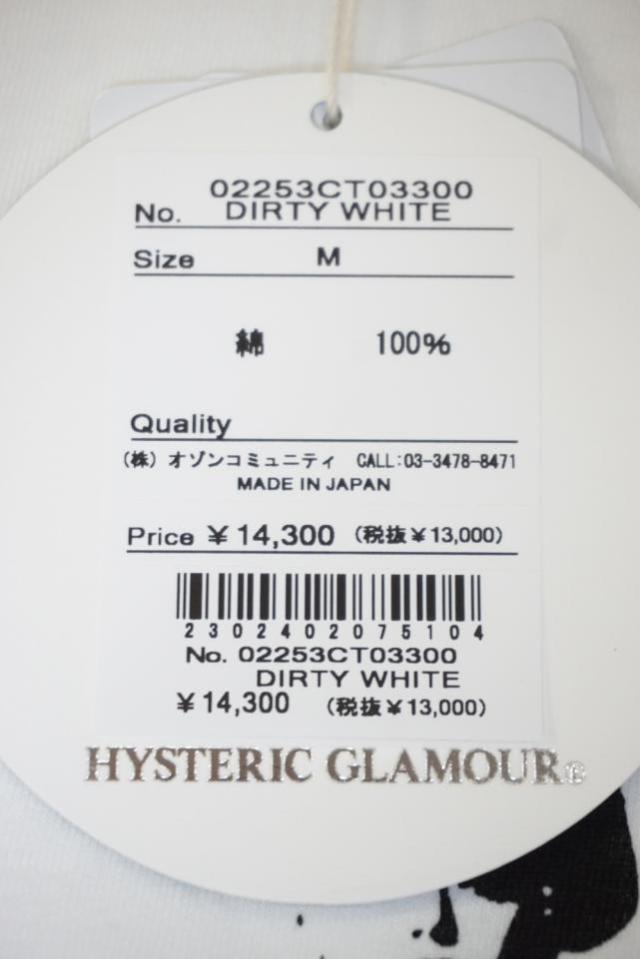 02253CT03300
No. DIRTY WHITE
Size M
綿 100%
Quality
(株) オゾンコミュニティ CALL:03-3478-8471
MADE IN JAPAN
Price ¥14,300 (税抜¥13,000)
2302402075104
No. 02253CT03300
DIRTY WHITE
¥14,300 (税抜¥13,000)
HYSTERIC GLAMOUR®